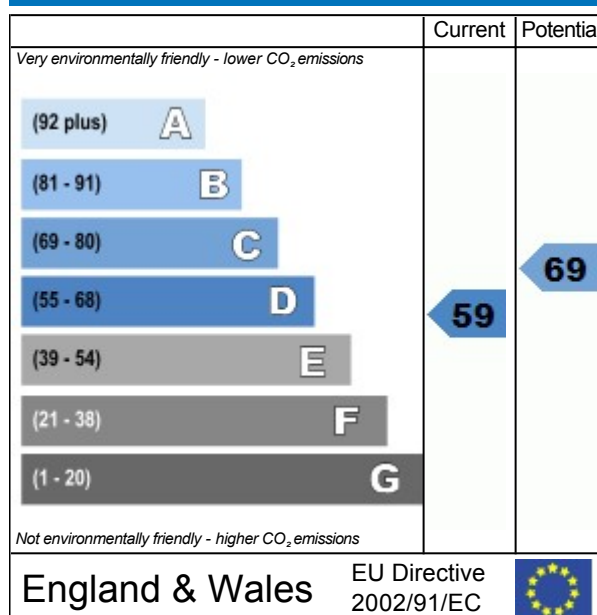 Current Potentia
Very environmentally friendly - lower CO₂ emissions
(92 plus) A
(81 - 91) B
(69 - 80) C
(55 - 68) D
(39 - 54) E
(21 - 38) F
(1 - 20) G
59
69
Not environmentally friendly - higher CO₂ emissions
England & Wales
EU Directive
2002/91/EC